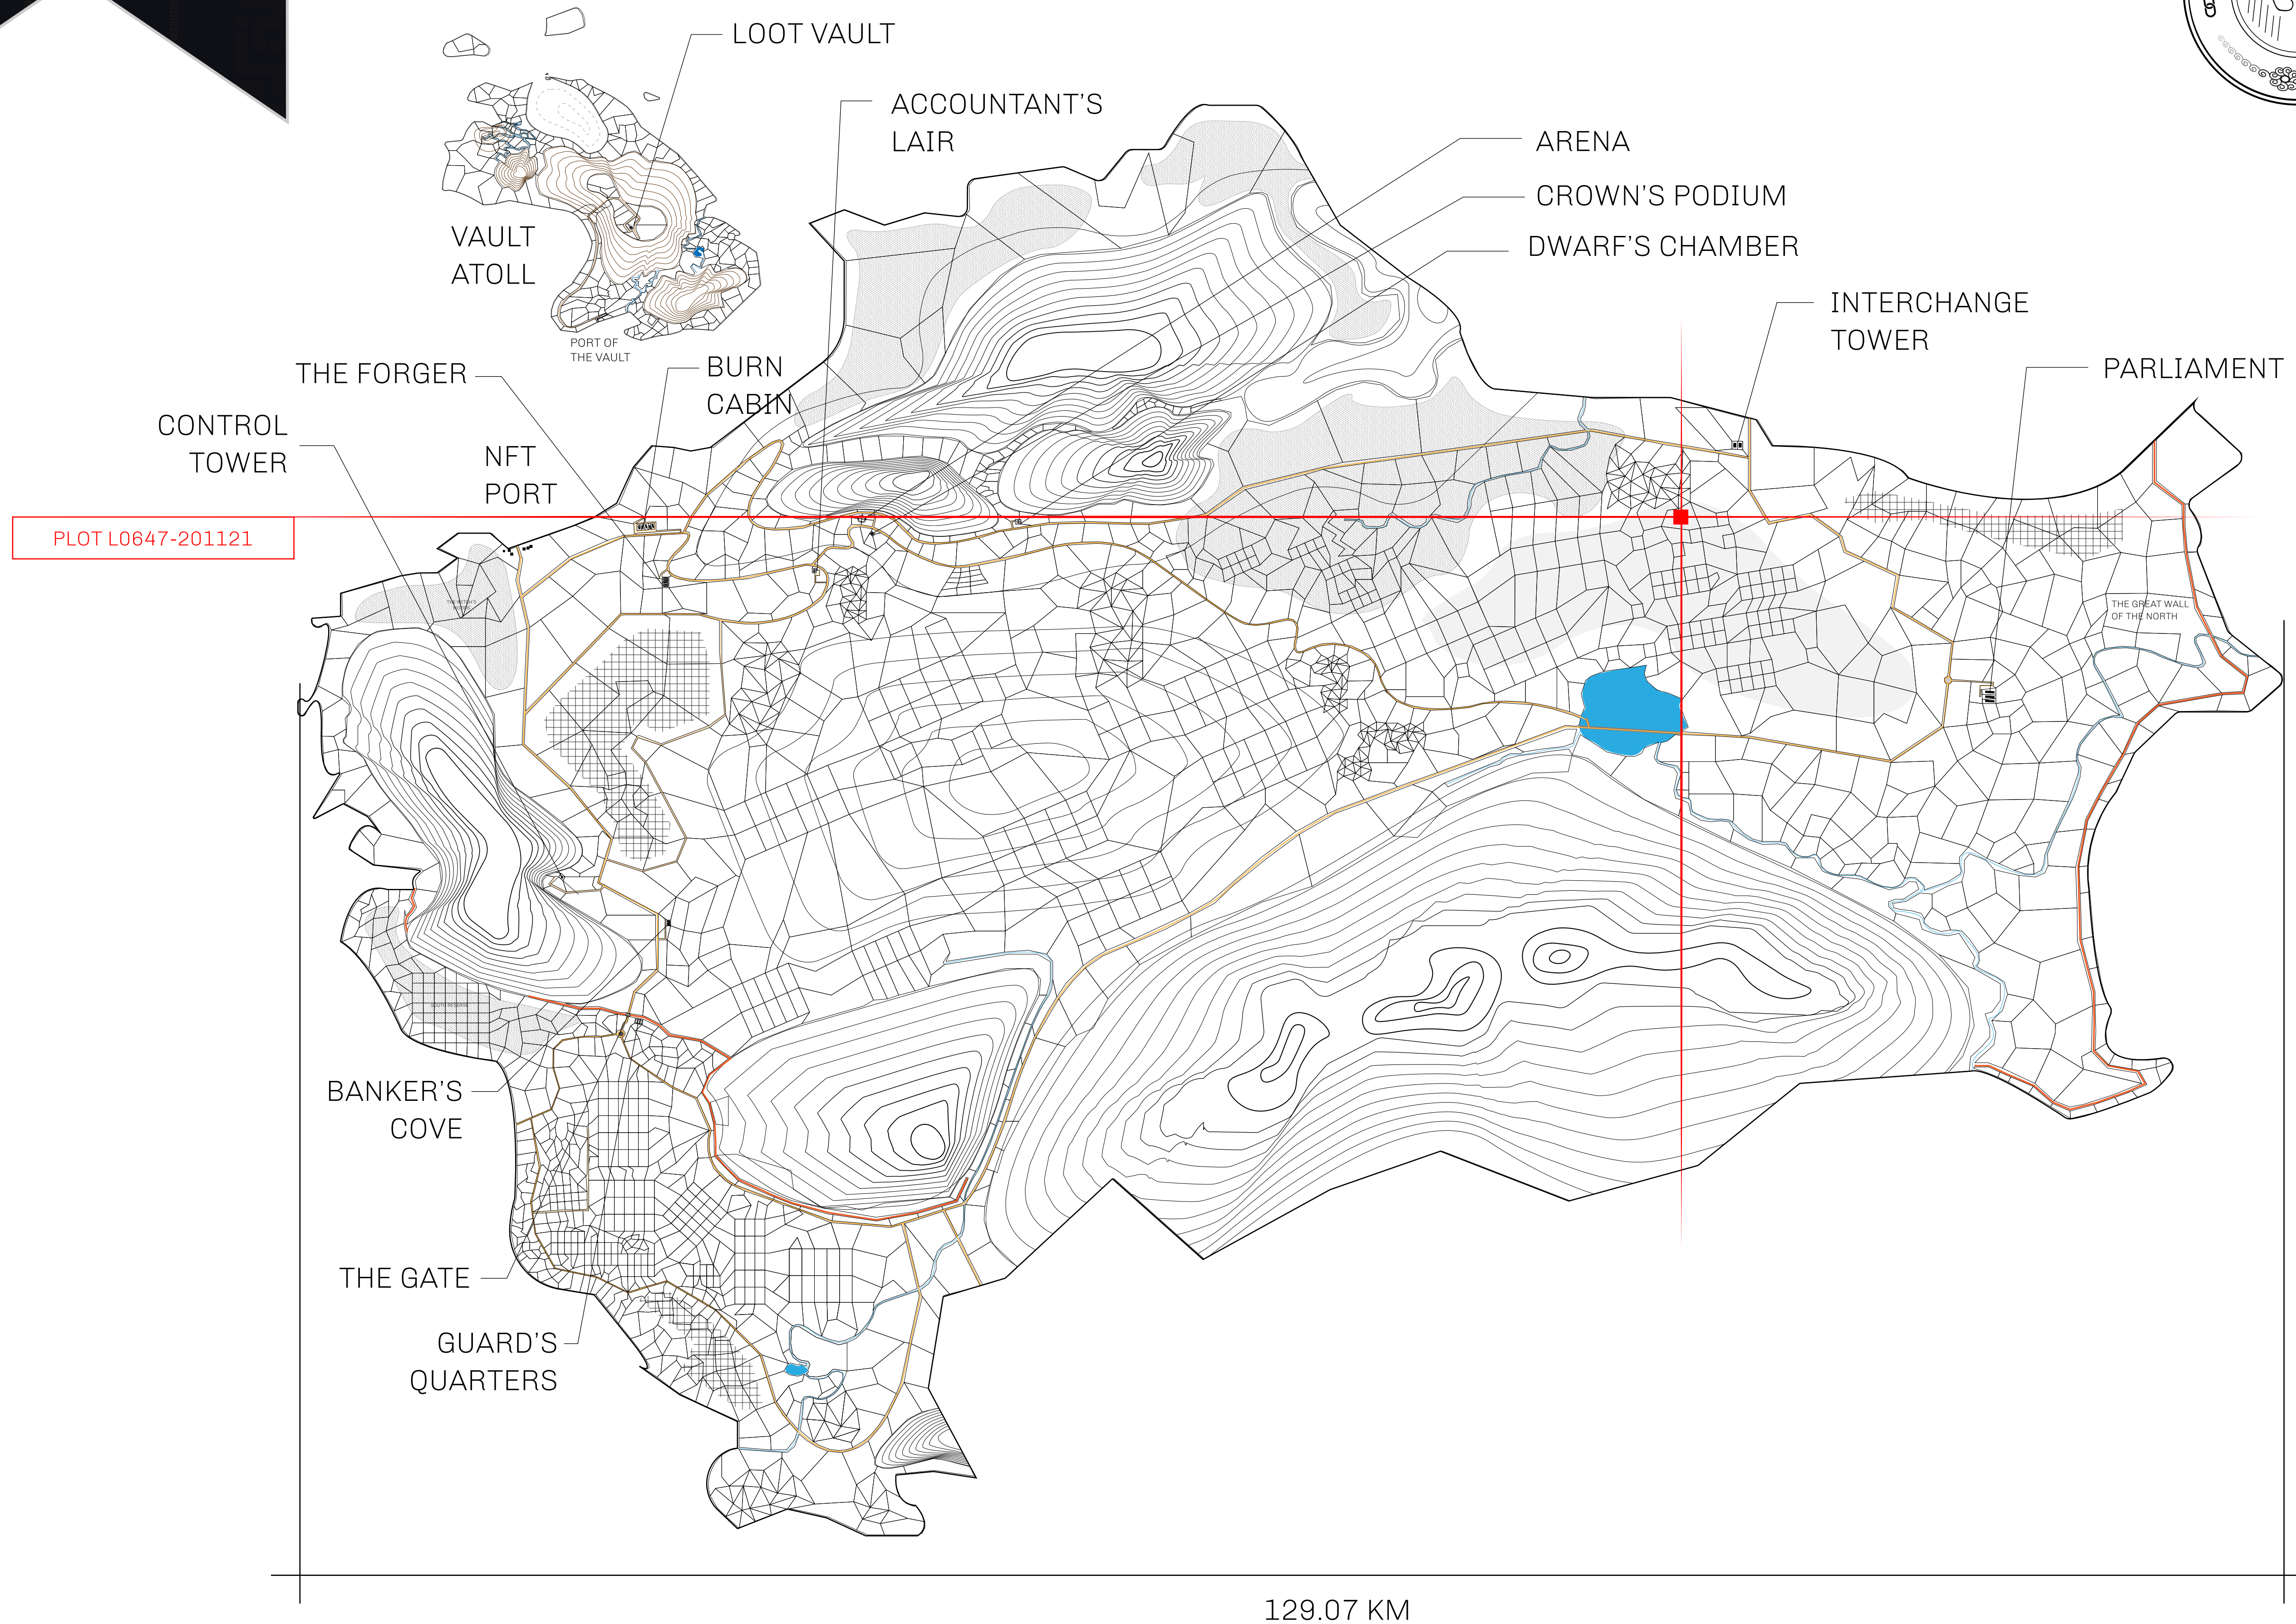 LOOT VAULT
ACCOUNTANT'S
LAIR
ARENA
CROWN'S PODIUM
DWARF'S CHAMBER
VAULT
ATOLL
INTERCHANGE
TOWER
PORT OF
THE VAULT
PARLIAMENT
THE FORGER
BURN
CABIN
CONTROL
TOWER
NFT
PORT
PLOT L0647-201121
THE GREAT WALL
OF THE NORTH
SOUTH RESERVE
BANKER'S
COVE
THE GATE
GUARD'S
QUARTERS
129.07 KM